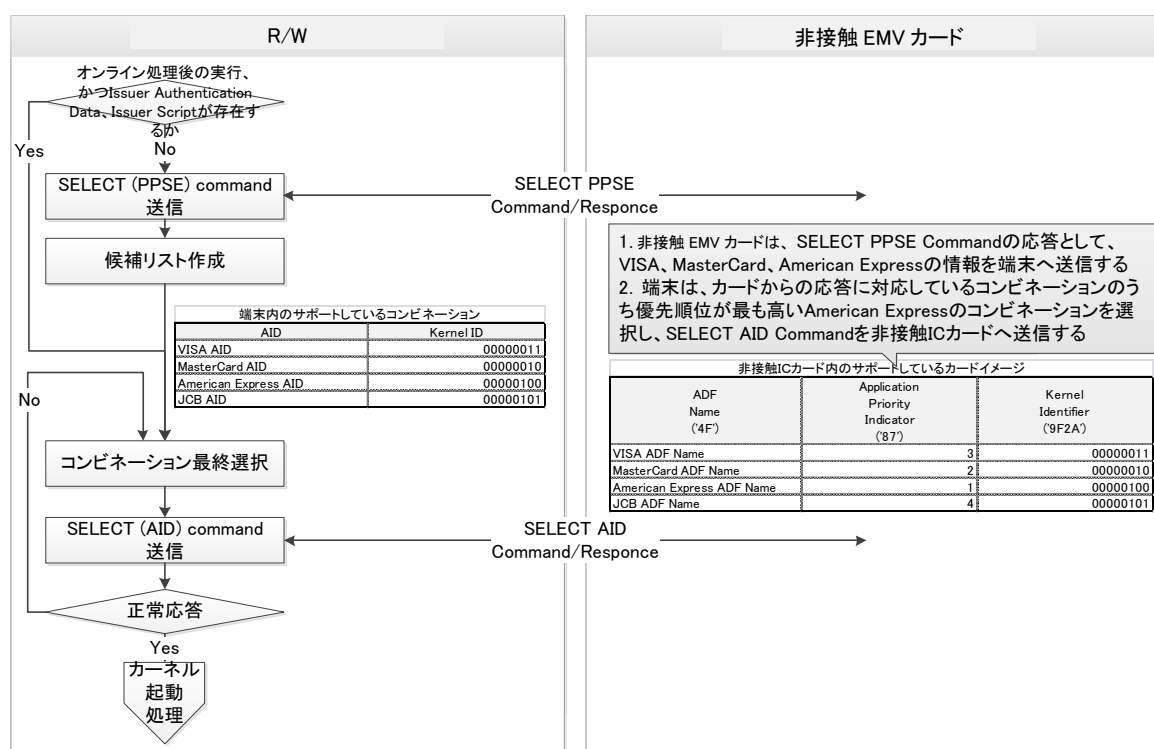 R/W
非接触 EMV カード
オンライン処理後の実行、
かつIssuer Authentication
Data、Issuer Scriptが存在す
るか
Yes
No
SELECT (PPSE) command
送信
SELECT PPSE
Command/Responce
候補リスト作成
1. 非接触 EMV カードは、 SELECT PPSE Commandの応答として、
VISA、MasterCard、American Expressの情報を端末へ送信する
2. 端末は、カードからの応答に対応しているコンビネーションのう
ち優先順位が最も高いAmerican Expressのコンビネーションを選
択し、SELECT AID Commandを非接触ICカードへ送信する
端末内のサポートしているコンビネーション
AID Kernel ID
VISA AID 00000011
MasterCard AID 00000010
American Express AID 00000100
JCB AID 00000101
非接触ICカード内のサポートしているカードイメージ
ADF
Name
('4F')
Application
Priority
Indicator
('87')
Kernel
Identifier
('9F2A')
VISA ADF Name 3 00000011
MasterCard ADF Name 2 00000010
American Express ADF Name 1 00000100
JCB ADF Name 4 00000101
No
コンビネーション最終選択
SELECT (AID) command
送信
SELECT AID
Command/Responce
正常応答
Yes
カーネル
起動
処理